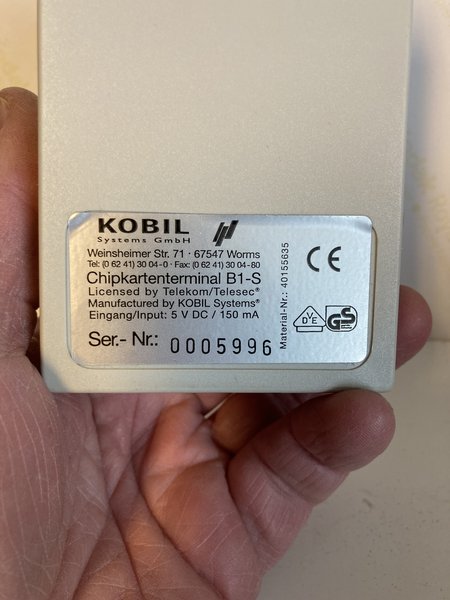 KOBIL
Systems GmbH
Weinsheimer Str. 71 · 67547 Worms
Tel: (0 62 41) 30 04-0 · Fax: (0 62 41) 30 04-80
Chipkartenterminal B1-S
Licensed by Telekom/Telesec®
Manufactured by KOBIL Systems®
Eingang/Input: 5 V DC / 150 mA
Ser.- Nr.: 0005996
Material-Nr.: 40155635
CE
VDE
GS